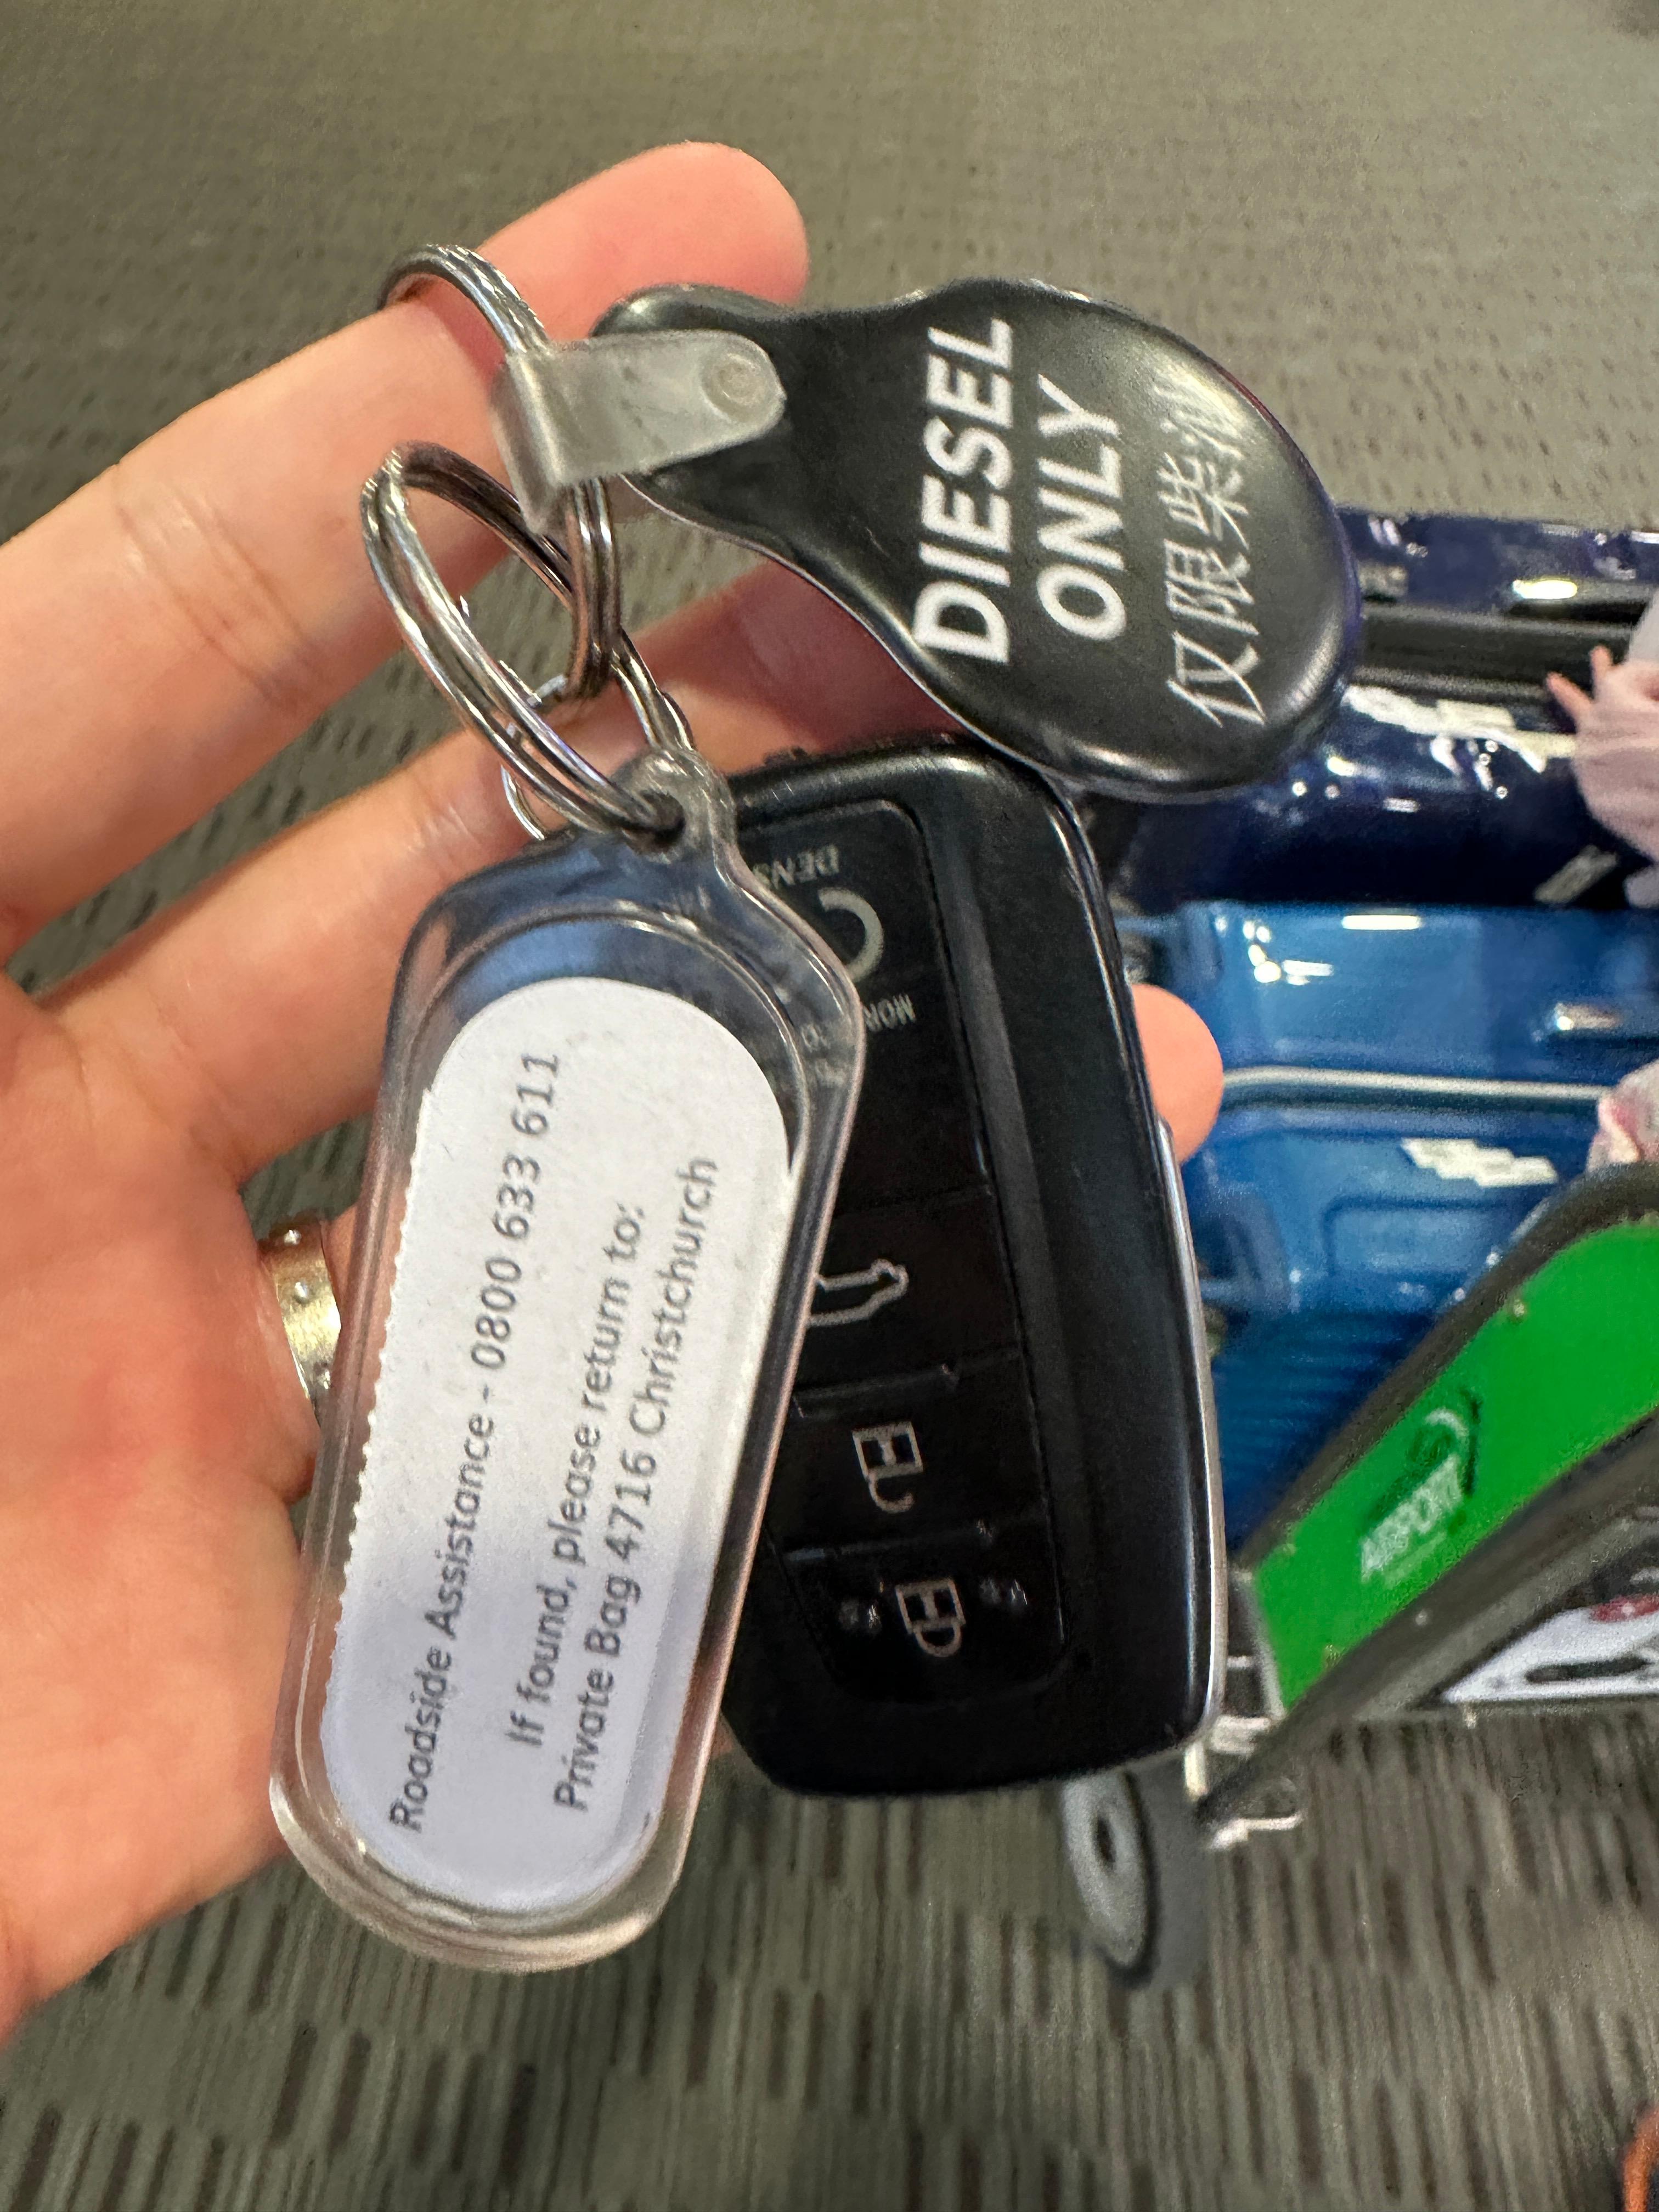 DIESEL
ONLY
仅限柴油
Roadside Assistance - 0800 633 611
If found, please return to:
Private Bag 4716 Christchurch
AIRPORT